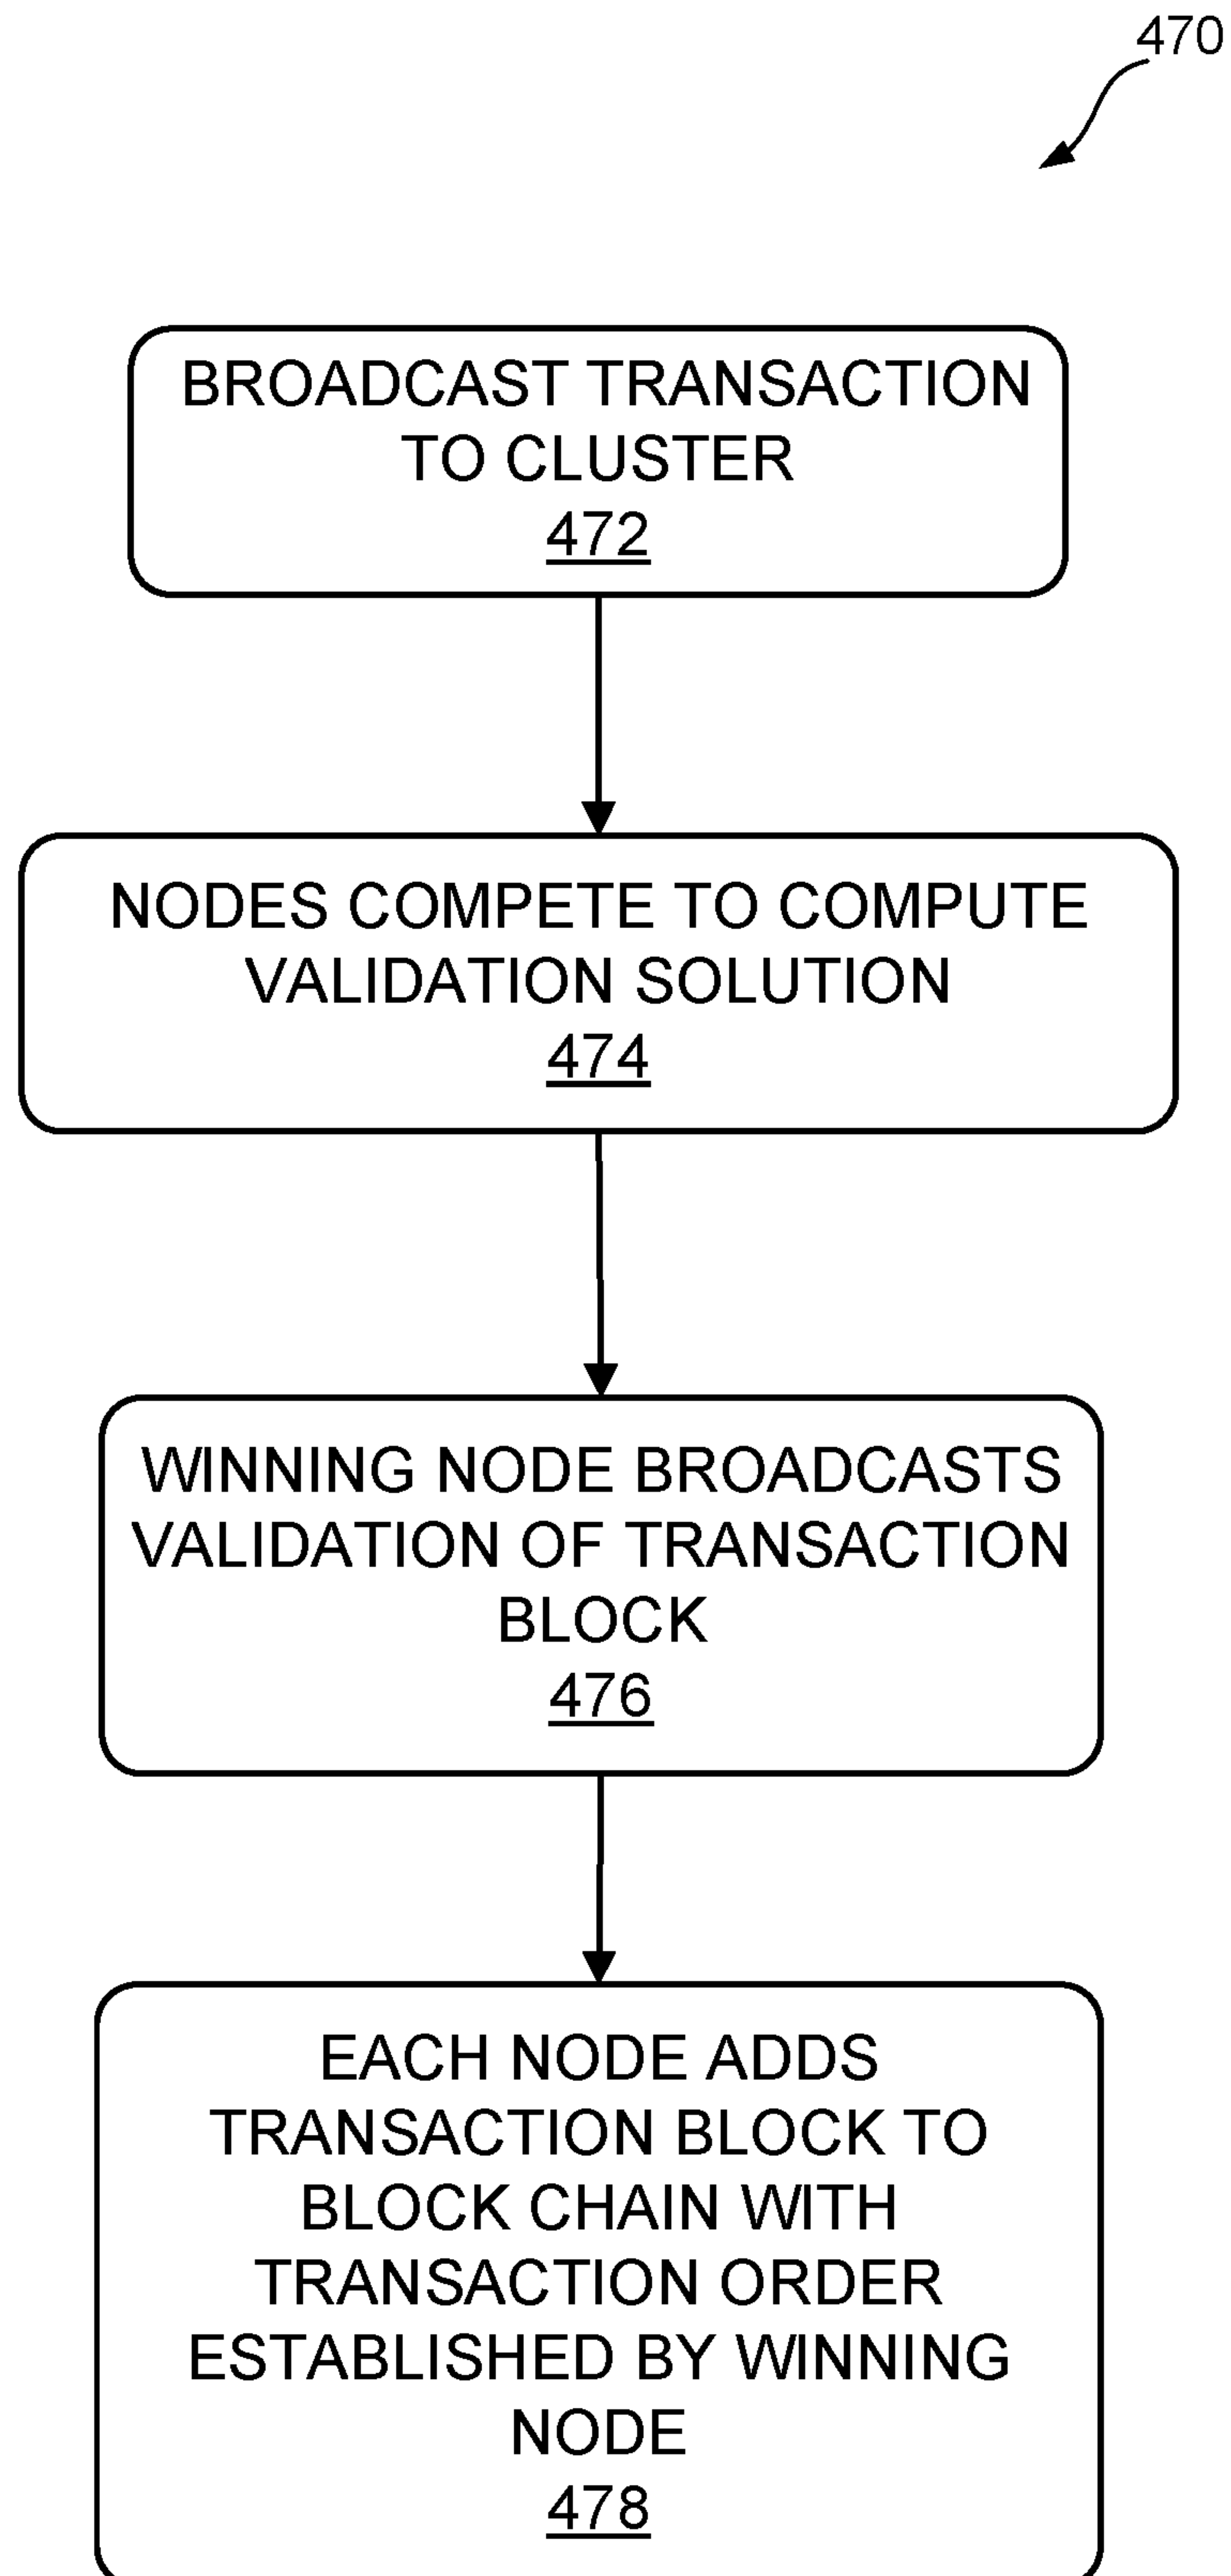 470
BROADCAST TRANSACTION
TO CLUSTER
472
NODES COMPETE TO COMPUTE
VALIDATION SOLUTION
474
WINNING NODE BROADCASTS
VALIDATION OF TRANSACTION
BLOCK
476
EACH NODE ADDS
TRANSACTION BLOCK TO
BLOCK CHAIN WITH
TRANSACTION ORDER
ESTABLISHED BY WINNING
NODE
478